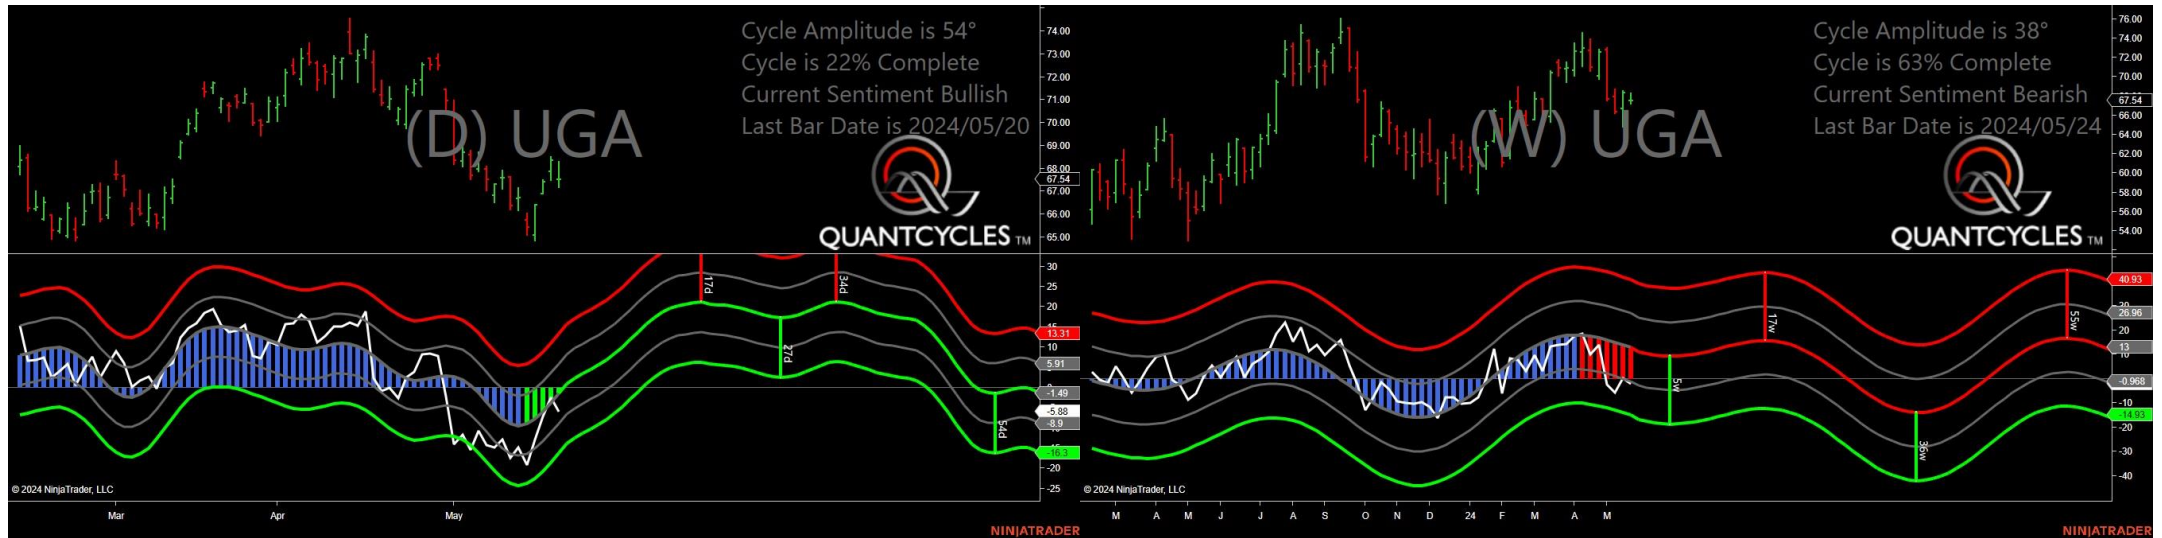 Cycle Amplitude is 54°
Cycle is 22% Complete
Current Sentiment Bullish
Last Bar Date is 2024/05/20
(D) UGA
QUANTCYCLES TM
74.00
73.00
72.00
71.00
70.00
69.00
68.00
67.54
67.00
66.00
65.00
17d
34d
27d
54d
30
25
20
13.31
10
5.91
-1.49
-5.88
-8.9
-16.3
-20
-25
© 2024 NinjaTrader, LLC
Mar
Apr
May
NINJATRADER
Cycle Amplitude is 38°
Cycle is 63% Complete
Current Sentiment Bearish
Last Bar Date is 2024/05/24
(W) UGA
QUANTCYCLES TM
76.00
74.00
72.00
70.00
67.54
66.00
64.00
62.00
60.00
58.00
56.00
54.00
17w
55w
5w
36w
40.93
26.96
20
13
-0.968
-10
-14.93
-20
-30
-40
© 2024 NinjaTrader, LLC
M A M J J A S O N D 24 F M A M
NINJATRADER